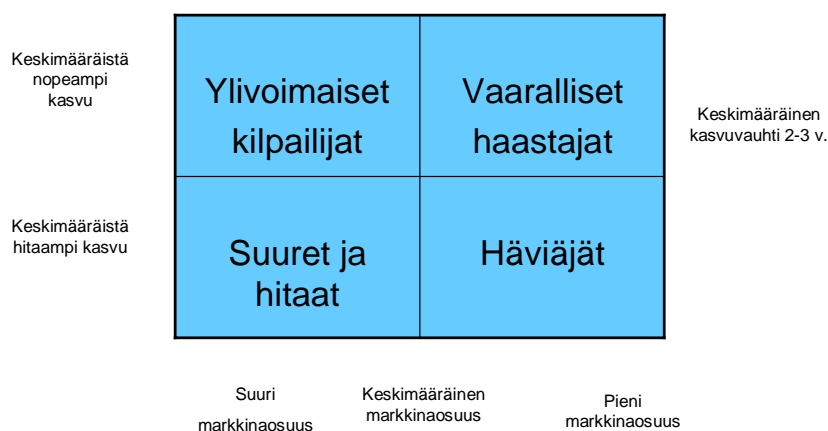 Keskimääräistä
nopeampi
kasvu
Ylivoimaiset
kilpailijat
Vaaralliset
haastajat
Keskimääräinen
kasvuvauhti 2-3 v.
Keskimääräistä
hitaampi kasvu
Suuret ja
hitaat
Häviäjät
Suuri
markkinaosuus
Keskimääräinen
markkinaosuus
Pieni
markkinaosuus